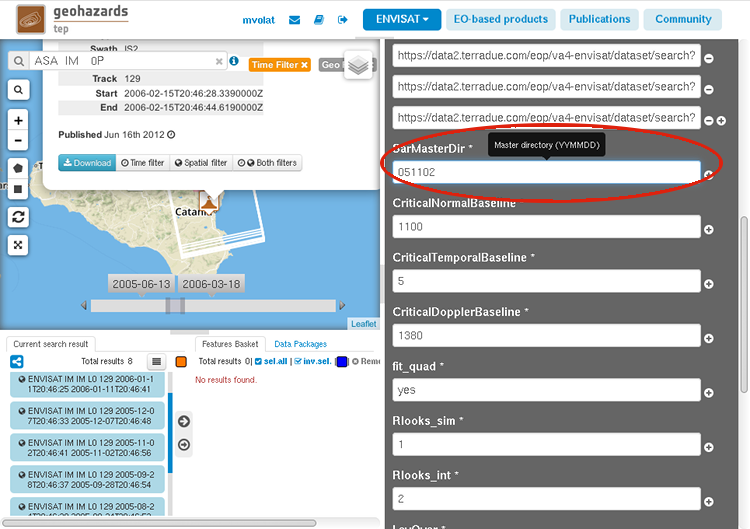 geohazards
tep
mvolat
ENVISAT
EO-based products
Publications
Community
Swath IS2
ASA IM 0P
Time Filter
Geo
Track 129
Start 2006-02-15T20:46:28.3390000Z
End 2006-02-15T20:46:44.6190000Z
Published Jun 16th 2012
Download
Time filter
Spatial filter
Both filters
Catania
2005-06-13
2006-03-18
Leaflet
Current search result
Total results 8
ENVISAT IM IM L0 129 2006-01-1
1T20:46:25 2006-01-11T20:46:41
ENVISAT IM IM L0 129 2005-12-0
7T20:46:33 2005-12-07T20:46:48
ENVISAT IM IM L0 129 2005-11-0
2T20:46:41 2005-11-02T20:46:56
ENVISAT IM IM L0 129 2005-09-2
8T20:46:37 2005-09-28T20:46:54
ENVISAT IM IM L0 129 2005-08-2
Features Basket
Data Packages
Total results 0| sel.all | inv.sel. |
No results found.
https://data2.terradue.com/eop/va4-envisat/dataset/search?
https://data2.terradue.com/eop/va4-envisat/dataset/search?
https://data2.terradue.com/eop/va4-envisat/dataset/search?
SarMasterDir *
Master directory (YYMMDD)
051102
CriticalNormalBaseline
1100
CriticalTemporalBaseline *
5
CriticalDopplerBaseline *
1380
fit_quad *
yes
Rlooks_sim *
1
Rlooks_int *
2